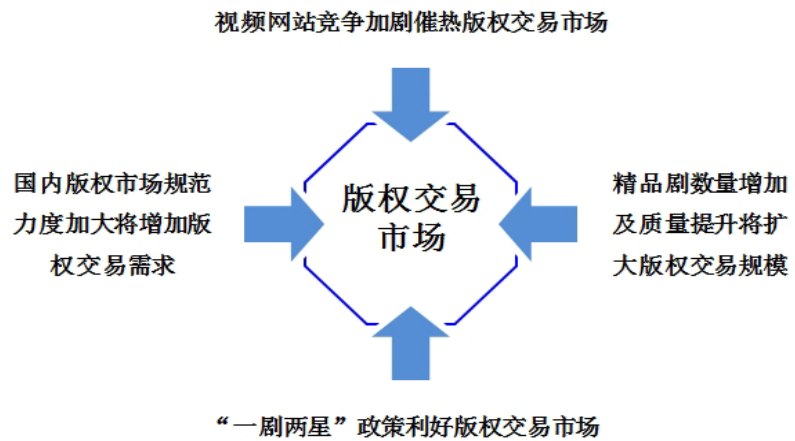 视频网站竞争加剧催热版权交易市场
国内版权市场规范
力度加大将增加版
权交易需求
版权交易
市场
精品剧数量增加
及质量提升将扩
大版权交易规模
“一剧两星”政策利好版权交易市场